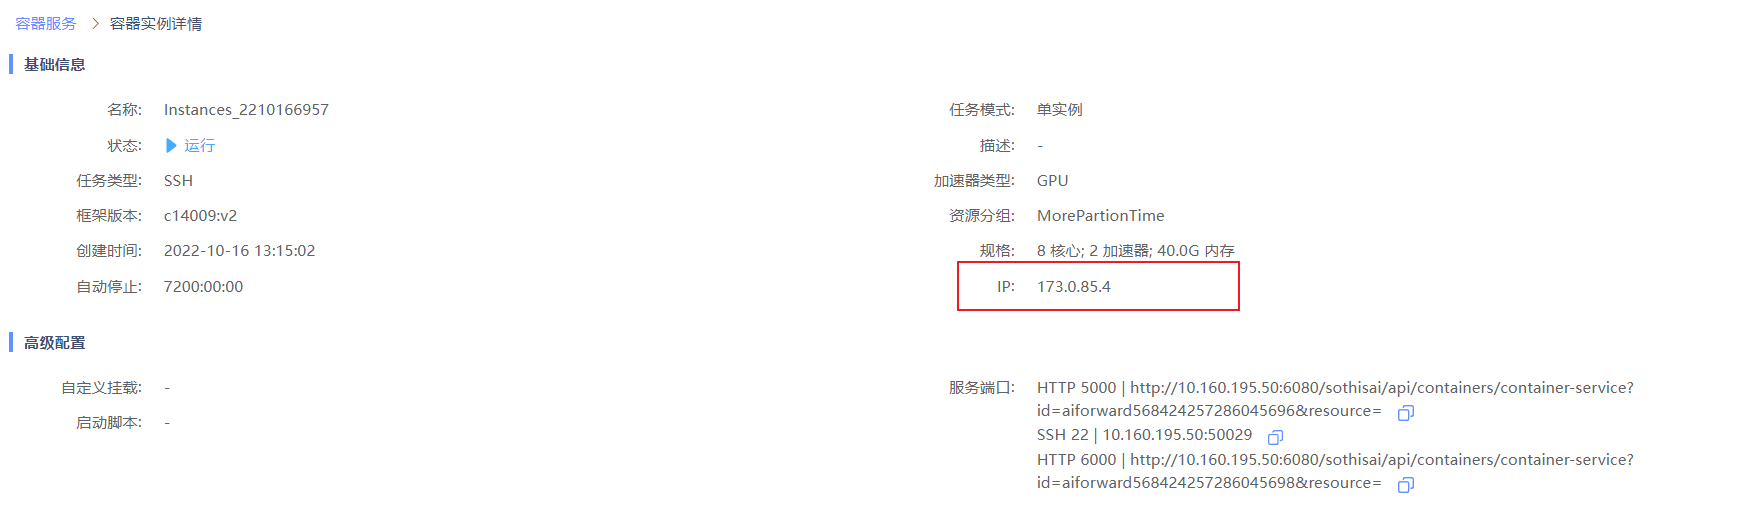 容器服务 > 容器实例详情
基础信息
名称: Instances_2210166957
任务模式: 单实例
状态: 运行
描述: -
任务类型: SSH
加速器类型: GPU
框架版本: c14009:v2
资源分组: MorePartionTime
创建时间: 2022-10-16 13:15:02
规格: 8 核心; 2 加速器; 40.0G 内存
自动停止: 7200:00:00
IP: 173.0.85.4
高级配置
自定义挂载: -
启动脚本: -
服务端口: HTTP 5000 | http://10.160.195.50:6080/sothisai/api/containers/container-service?
id=aiforward568424257286045696&resource=
SSH 22 | 10.160.195.50:50029
HTTP 6000 | http://10.160.195.50:6080/sothisai/api/containers/container-service?
id=aiforward568424257286045698&resource=